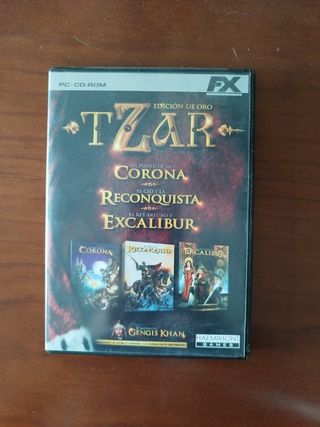 PC-CD-ROM
FX
EDICIÓN DE ORO
TZAR
EL PODER DE LA
CORONA
EL CID Y LA
RECONQUISTA
EL REY ARTURO Y
EXCALIBUR
CORONA
RECONQUISTA
EXCALIBUR
GENGIS KHAN
HAEMIMONT
GAMES